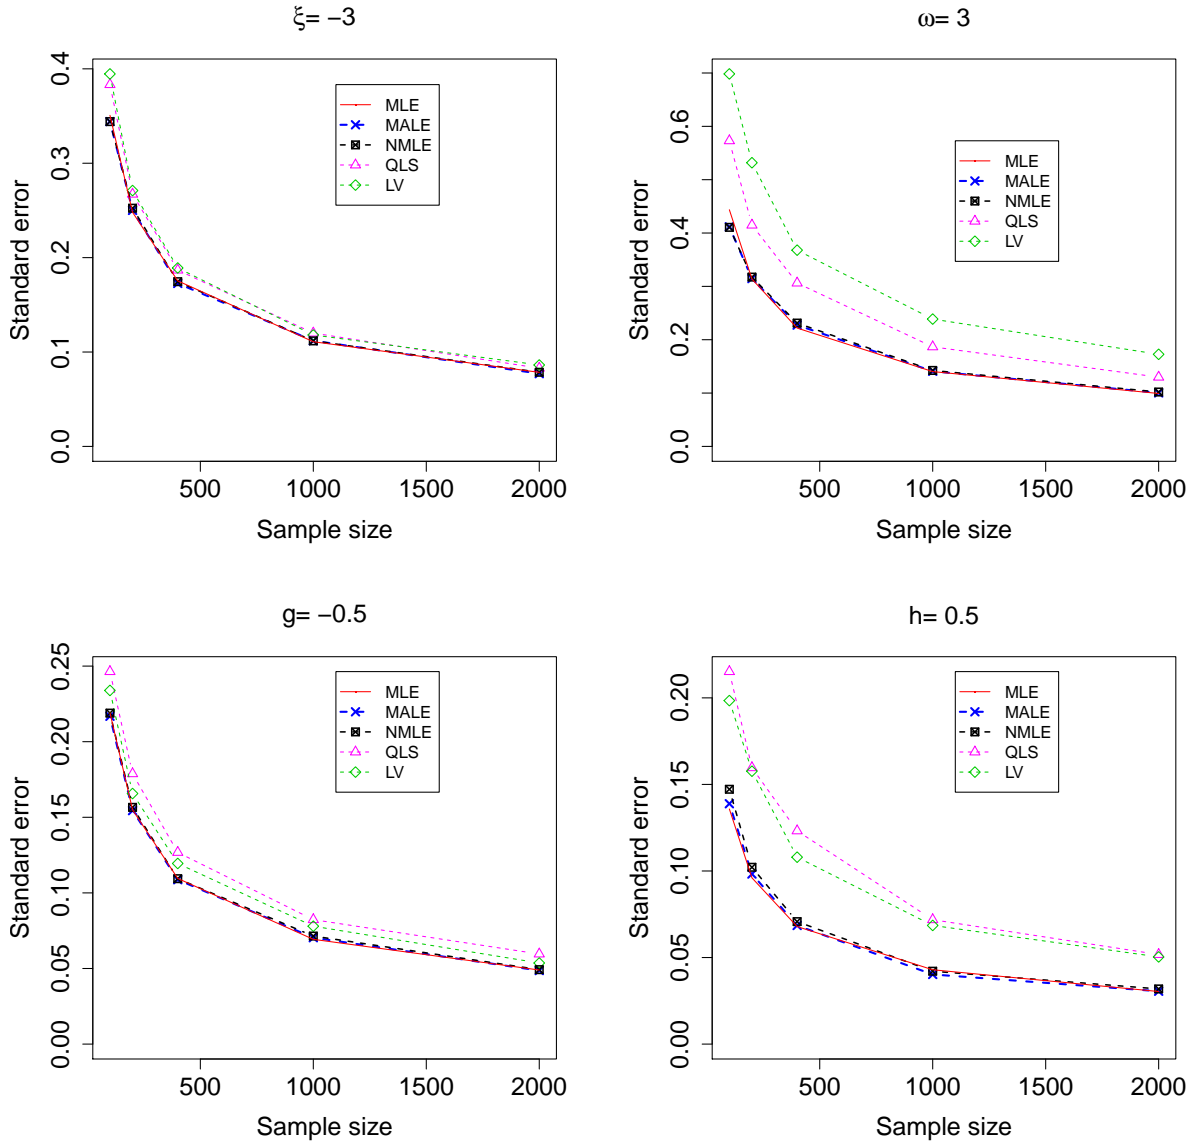 ξ= −3
0.4
0.3
0.2
0.1
0.0
Standard error
MLE
MALE
NMLE
QLS
LV
500 1000 1500 2000
Sample size
ω= 3
0.6
0.4
0.2
0.0
Standard error
MLE
MALE
NMLE
QLS
LV
500 1000 1500 2000
Sample size
g= −0.5
0.25
0.20
0.15
0.10
0.05
0.00
Standard error
MLE
MALE
NMLE
QLS
LV
500 1000 1500 2000
Sample size
h= 0.5
0.20
0.15
0.10
0.05
0.00
Standard error
MLE
MALE
NMLE
QLS
LV
500 1000 1500 2000
Sample size